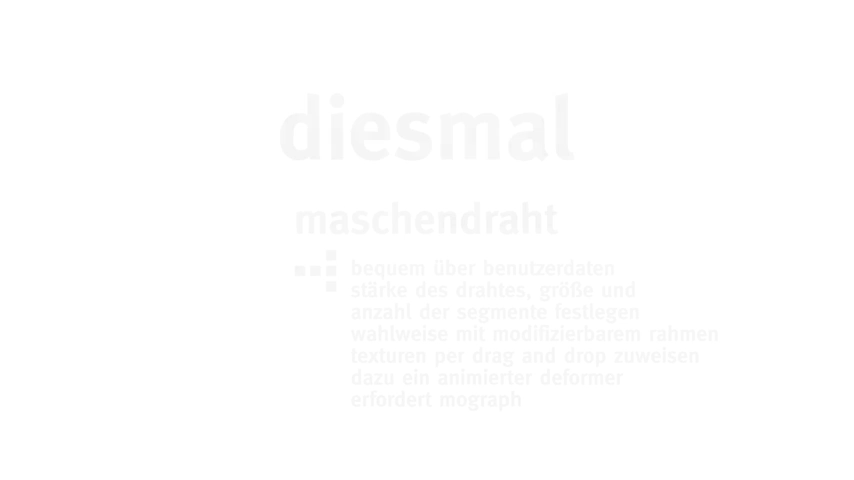 diesmal
maschendraht
bequem über benutzerdaten
stärke des drahtes, größe und
anzahl der segmente festlegen
wahlweise mit modifizierbarem rahmen
texturen per drag and drop zuweisen
dazu ein animierter deformer
erfordert mograph